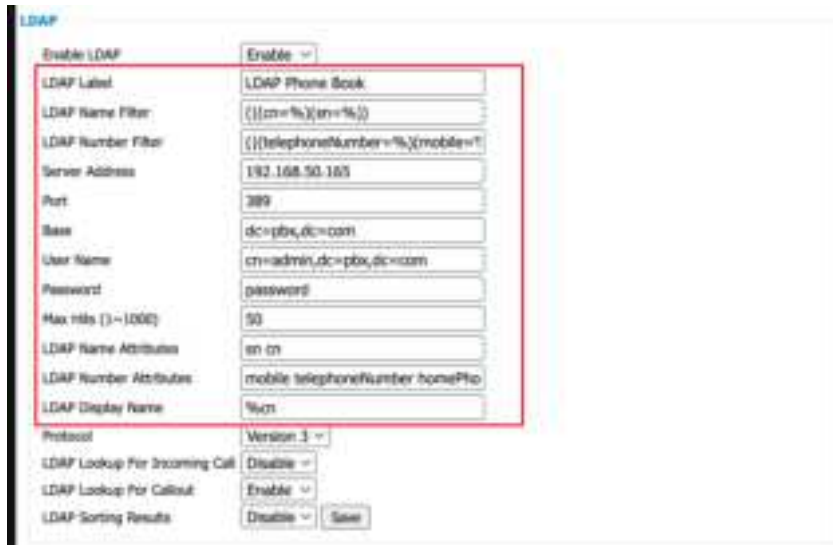 LDAP
Enable LDAP Enable
LDAP Label LDAP Phone Book
LDAP Name Filter (|(cn=%)(sn=%))
LDAP Number Filter (|(telephoneNumber=%)(mobile=%
Server Address 192.168.50.165
Port 389
Base dc=pbx,dc=com
User Name cn=admin,dc=pbx,dc=com
Password password
Max Hits (1~1000) 50
LDAP Name Attributes sn cn
LDAP Number Attributes mobile telephoneNumber homePho
LDAP Display Name %cn
Protocol Version 3
LDAP Lookup For Incoming Call Disable
LDAP Lookup For Callout Enable
LDAP Sorting Results Disable Save